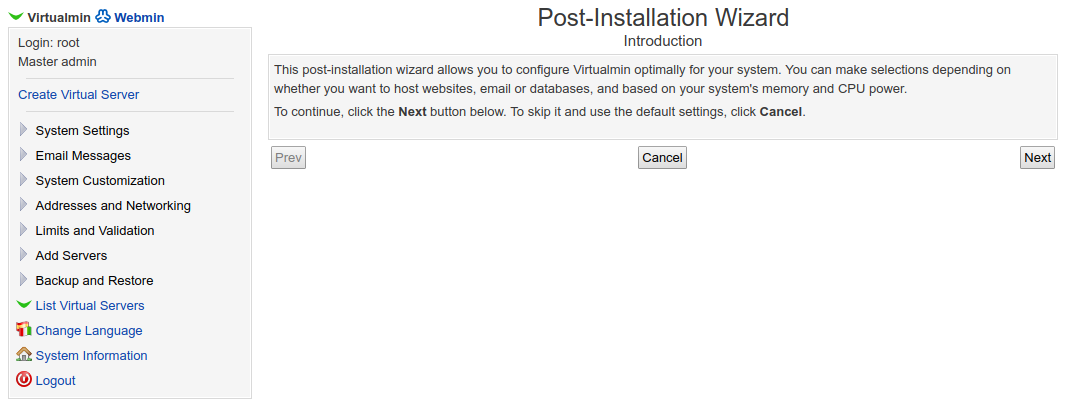 Virtualmin Webmin
Login: root
Master admin
Create Virtual Server
System Settings
Email Messages
System Customization
Addresses and Networking
Limits and Validation
Add Servers
Backup and Restore
List Virtual Servers
Change Language
System Information
Logout
Post-Installation Wizard
Introduction
This post-installation wizard allows you to configure Virtualmin optimally for your system. You can make selections depending on
whether you want to host websites, email or databases, and based on your system's memory and CPU power.
To continue, click the Next button below. To skip it and use the default settings, click Cancel.
Prev Cancel Next